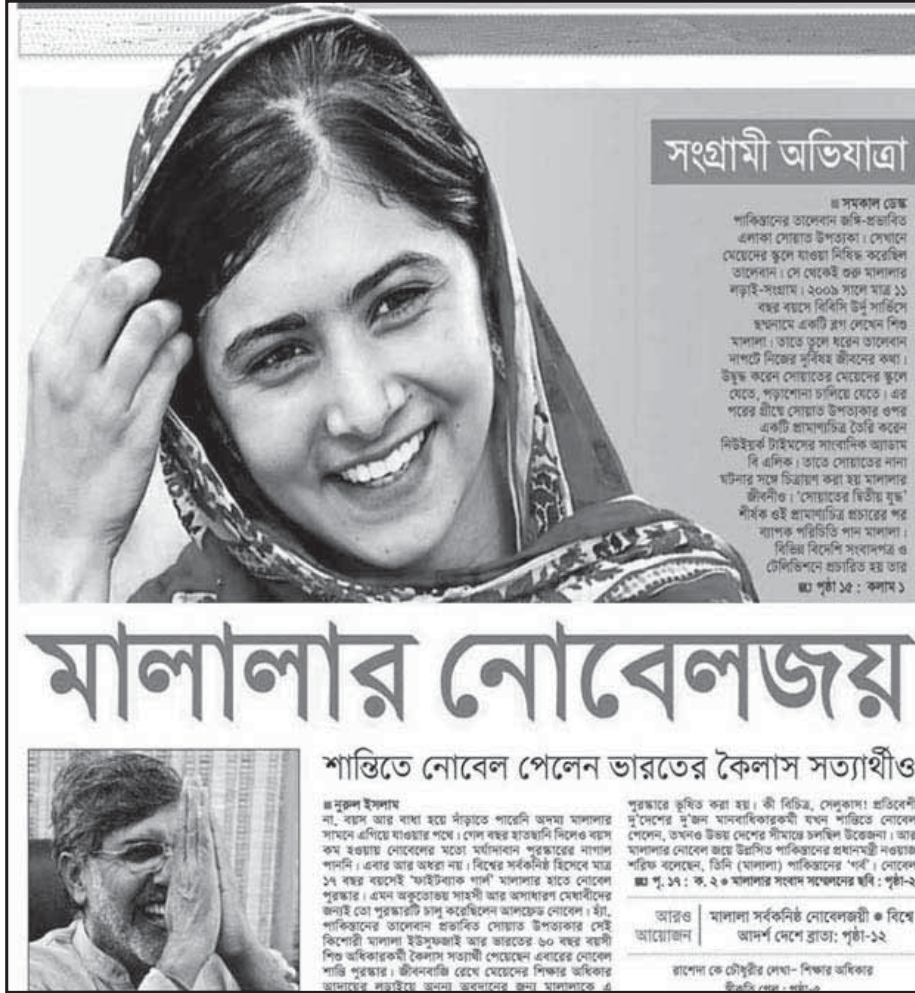 সংগ্রামী অভিযাত্রা
■ সমকাল ডেস্ক
পাকিস্তানের তালেবান জঙ্গি-প্রভাবিত
এলাকা সোয়াত উপত্যকা। সেখানে
মেয়েদের স্কুলে যাওয়া নিষিদ্ধ করেছিল
তালেবান। সে থেকেই শুরু মালালার
লড়াই-সংগ্রাম। ২০০৯ সালে মাত্র ১১
বছর বয়সে বিবিসি উর্দু সার্ভিসে
ছদ্মনামে একটি ব্লগ লেখেন শিশু
মালালা। তাতে তুলে ধরেন তালেবান
দাপটে নিজের দুর্বিষহ জীবনের কথা।
উদ্বুদ্ধ করেন সোয়াতের মেয়েদের স্কুলে
যেতে, পড়াশোনা চালিয়ে যেতে। এর
পরের গ্রীষ্মে সোয়াত উপত্যকার ওপর
একটি প্রামাণ্যচিত্র তৈরি করেন
নিউইয়র্ক টাইমসের সাংবাদিক অ্যাডাম
বি এলিক। তাতে সোয়াতের নানা
ঘটনার সঙ্গে চিত্রায়ণ করা হয় মালালার
জীবনীও। 'সোয়াতের দ্বিতীয় যুদ্ধ'
শীর্ষক ওই প্রামাণ্যচিত্র প্রচারের পর
ব্যাপক পরিচিতি পান মালালা।
বিভিন্ন বিদেশি সংবাদপত্র ও
টেলিভিশনে প্রচারিত হয় তার
পৃষ্ঠা ১৫ : কলাম ১
মালালার নোবেলজয়
শান্তিতে নোবেল পেলেন ভারতের কৈলাস সত্যার্থীও
■ নুরুল ইসলাম
না, বয়স আর বাধা হয়ে দাঁড়াতে পারেনি অদম্য মালালার
সামনে এগিয়ে যাওয়ার পথে। গেল বছর হাতছানি দিলেও বয়স
কম হওয়ায় নোবেলের মতো মর্যাদাবান পুরস্কারের নাগাল
পাননি। এবার আর অধরা নয়। বিশ্বের সর্বকনিষ্ঠ হিসেবে মাত্র
১৭ বছর বয়সেই 'ফাইটব্যাক গার্ল' মালালার হাতে নোবেল
পুরস্কার। এমন অকুতোভয় সাহসী আর অসাধারণ মেধাবীদের
জন্যই তো পুরস্কারটি চালু করেছিলেন আলফ্রেড নোবেল। হ্যাঁ,
পাকিস্তানের তালেবান প্রভাবিত সোয়াত উপত্যকার সেই
কিশোরী মালালা ইউসুফজাই আর ভারতের ৬০ বছর বয়সী
শিশু অধিকারকর্মী কৈলাস সত্যার্থী পেয়েছেন এবারের নোবেল
শান্তি পুরস্কার। জীবনবাজি রেখে মেয়েদের শিক্ষার অধিকার
আদায়ের লড়াইয়ে অনন্য অবদানের জন্য মালালাকে এ
পুরস্কারে ভূষিত করা হয়। কী বিচিত্র, সেলুকাস! প্রতিবেশী
দু'দেশের দু'জন মানবাধিকারকর্মী যখন শান্তিতে নোবেল
পেলেন, তখনও উভয় দেশের সীমান্তে চলছিল উত্তেজনা। আর
মালালার নোবেল জয়ে উল্লসিত পাকিস্তানের প্রধানমন্ত্রী নওয়াজ
শরিফ বলেছেন, তিনি (মালালা) পাকিস্তানের 'গর্ব'। নোবেল
পৃ. ১৭ : ক. ২ ● মালালার সংবাদ সম্মেলনের ছবি : পৃষ্ঠা-২
আরও আয়োজন
মালালা সর্বকনিষ্ঠ নোবেলজয়ী ● বিশ্বে
আদর্শ দেশে ব্রাত্য: পৃষ্ঠা-১২
রাশেদা কে চৌধুরীর লেখা– শিক্ষার অধিকার
স্বীকৃতি পেল : পৃষ্ঠা-